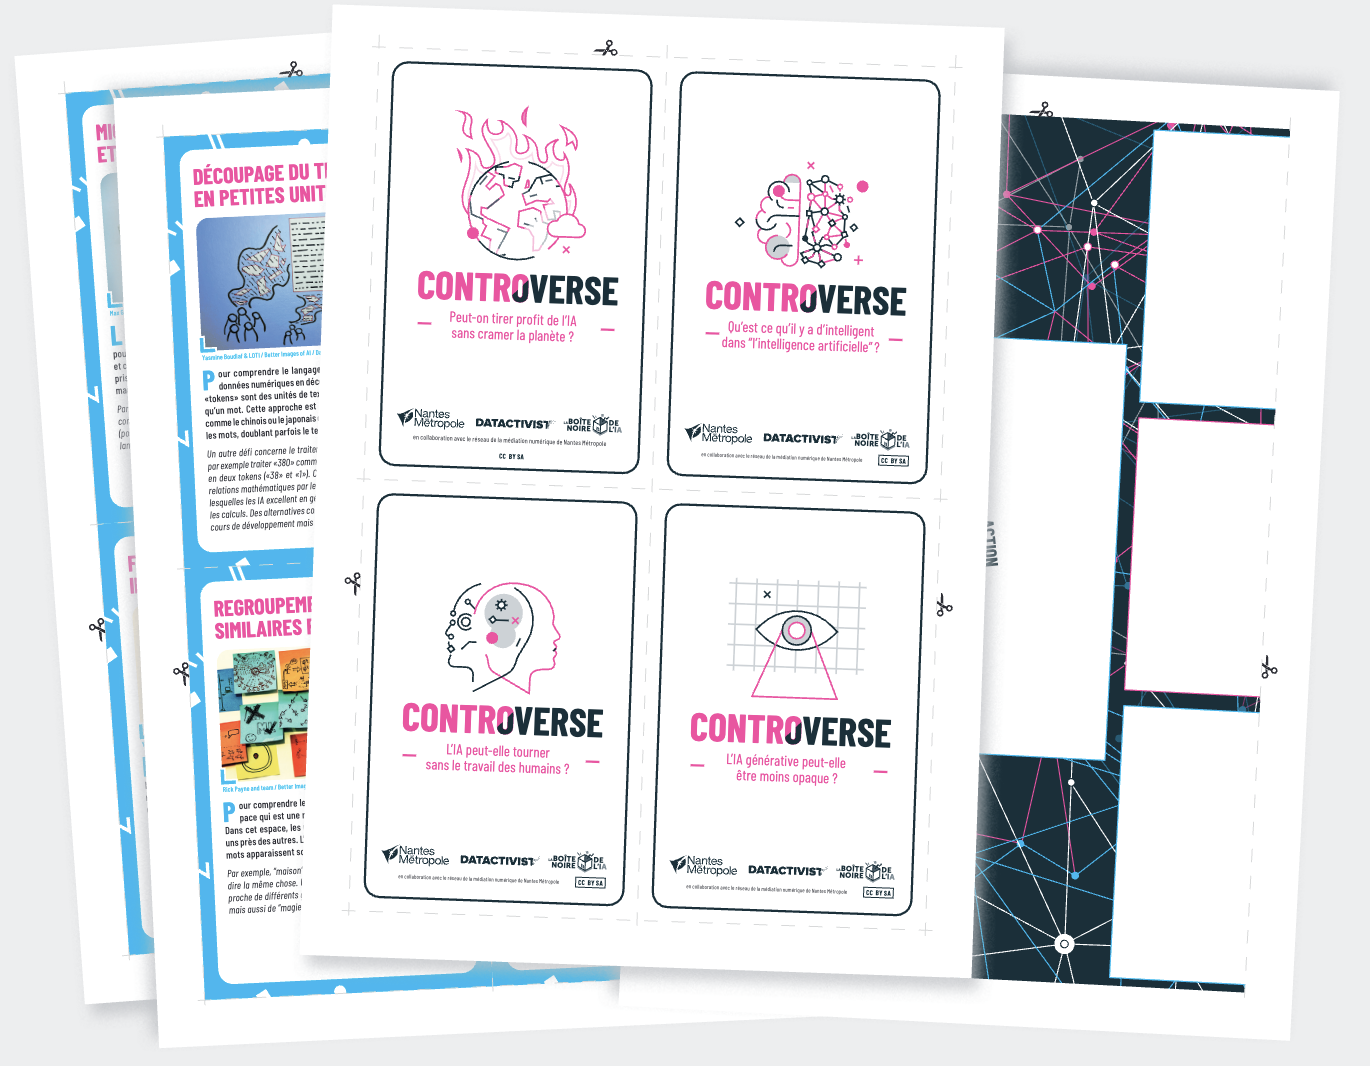 MI
ET
L
DÉCOUPAGE DU T
EN PETITES UNIT
Yasmine Boudiaf & LOTI / Better Images of AI /
Pour comprendre le langage
données numériques en déc
«tokens» sont des unités de te
qu'un mot. Cette approche est
comme le chinois ou le japonais
les mots, doublant parfois le te
Un autre défi concerne le traite
par exemple traiter «380» comm
en deux tokens («38» et «1»). C
relations mathématiques par le
lesquelles les IA excellent en gé
les calculs. Des alternatives co
cours de développement mais
REGROUPEM
SIMILAIRES
Rick Payne and team / Better Ima
Pour comprendre le
pace qui est une r
Dans cet espace, les
uns près des autres. L'
mots apparaissent so
Par exemple, "maison"
dire la même chose.
proche de différents
mais aussi de "magie
CONTROVERSE
Peut-on tirer profit de l'IA
sans cramer la planète ?
Nantes Métropole
DATACTIVIST
LA BOÎTE NOIRE DE L'IA
en collaboration avec le réseau de la médiation numérique de Nantes Métropole
CC BY SA
CONTROVERSE
Qu'est ce qu'il y a d'intelligent
dans "l'intelligence artificielle"?
Nantes Métropole
DATACTIVIST
LA BOÎTE NOIRE DE L'IA
en collaboration avec le réseau de la médiation numérique de Nantes Métropole
CC BY SA
CONTROVERSE
L'IA peut-elle tourner
sans le travail des humains ?
Nantes Métropole
DATACTIVIST
LA BOÎTE NOIRE DE L'IA
en collaboration avec le réseau de la médiation numérique de Nantes Métropole
CC BY SA
CONTROVERSE
L'IA générative peut-elle
être moins opaque ?
Nantes Métropole
DATACTIVIST
LA BOÎTE NOIRE DE L'IA
en collaboration avec le réseau de la médiation numérique de Nantes Métropole
CC BY SA
ACTION